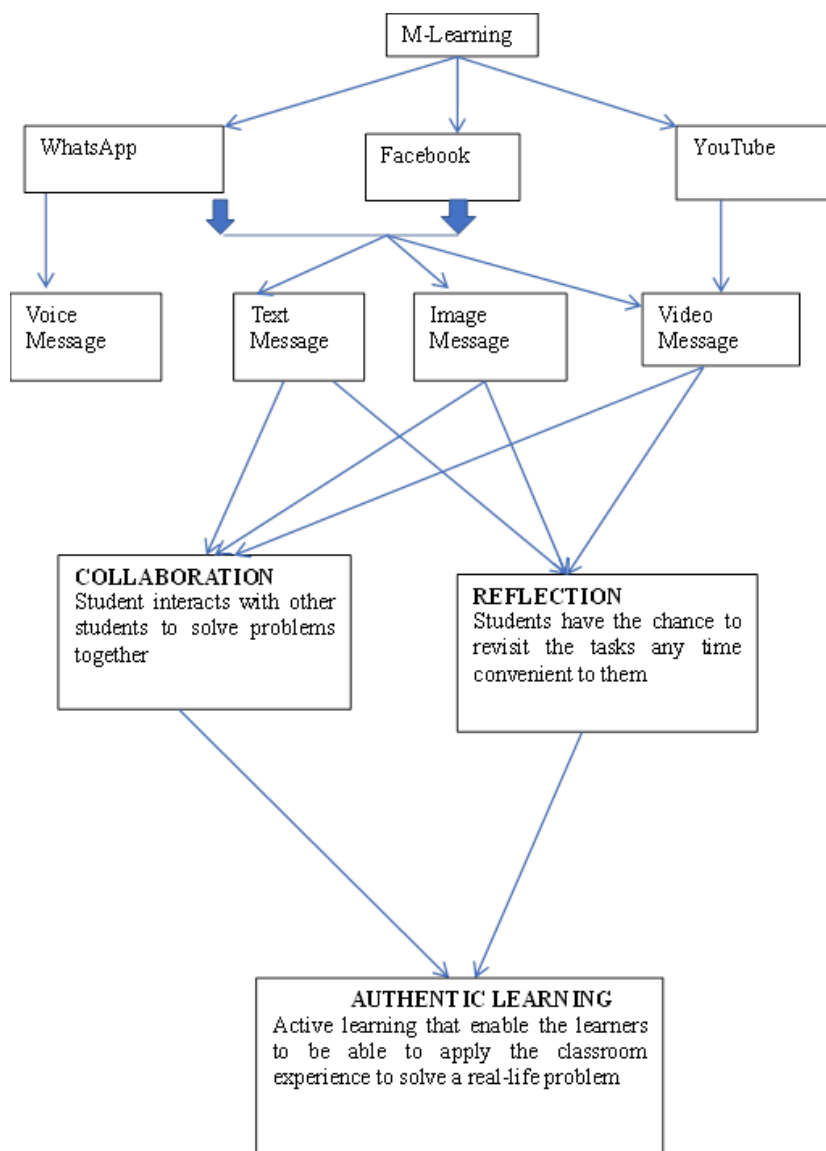 M-Learning
WhatsApp
Facebook
YouTube
Voice
Message
Text
Message
Image
Message
Video
Message
COLLABORATION
Student interacts with other
students to solve problems
together
REFLECTION
Students have the chance to
revisit the tasks any time
convenient to them
AUTHENTIC LEARNING
Active learning that enable the learners
to be able to apply the classroom
experience to solve a real-life problem